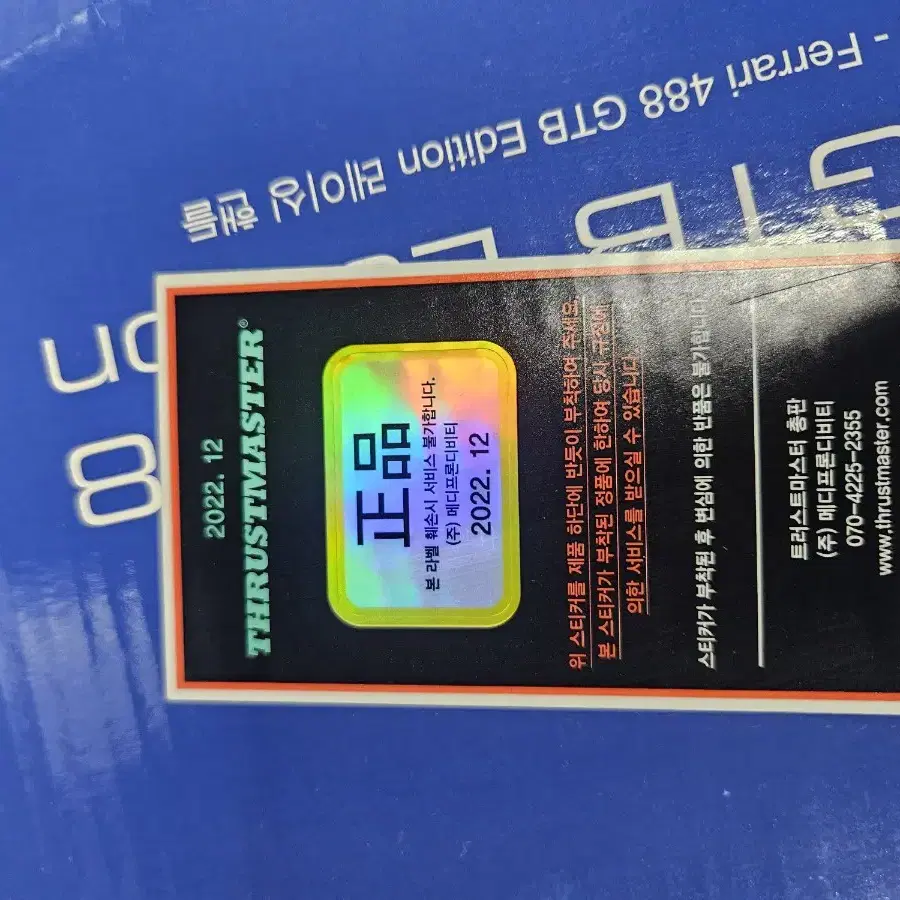 2022. 12
THRUSTMASTER®
正品
본 라벨 훼손시 서비스 불가합니다.
(주) 메디프론디비티
2022. 12
위 스티커를 제품 하단에 반듯이 부착하여 주세요.
본 스티커가 부착된 정품에 한하여 당사 규정에
의한 서비스를 받으실 수 있습니다.
스티커가 부착된 후 변심에 의한 반품은 불가합니다
트러스트마스터 총판
(주) 메디프론디비티
070-4225-2355
www.thrustmaster.com
- Ferrari 488 GTB Edition 레이싱 핸들
8 GTB